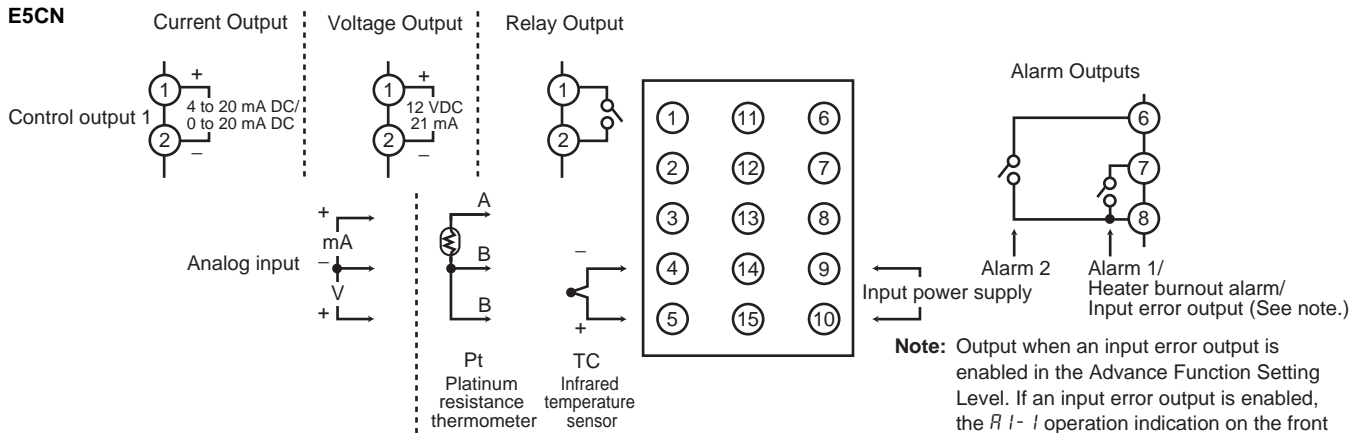 E5CN
Current Output
Voltage Output
Relay Output
Control output 1
1
+
4 to 20 mA DC/
0 to 20 mA DC
2
–
1
+
12 VDC
21 mA
2
–
1
2
1 11 6
2 12 7
3 13 8
4 14 9
5 15 10
Alarm Outputs
6
7
8
Alarm 2
Alarm 1/
Heater burnout alarm/
Input error output (See note.)
Analog input
+
mA
–
V
+
A
B
B
Pt
Platinum
resistance
thermometer
–
+
TC
Infrared
temperature
sensor
Input power supply
Note: Output when an input error output is
enabled in the Advance Function Setting
Level. If an input error output is enabled,
the A1-1 operation indication on the front